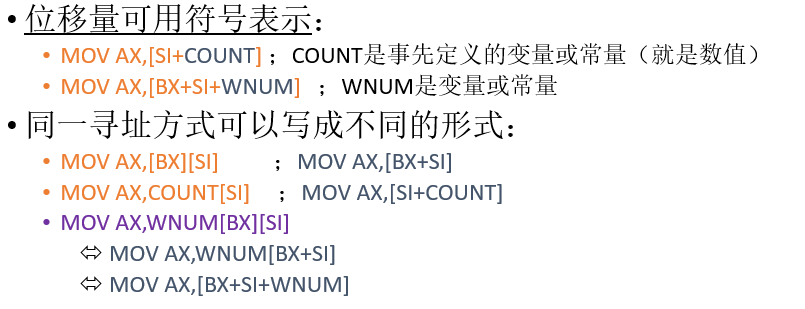 • 位移量可用符号表示：
• MOV AX,[SI+COUNT] ；COUNT是事先定义的变量或常量（就是数值）
• MOV AX,[BX+SI+WNUM] ；WNUM是变量或常量
• 同一寻址方式可以写成不同的形式：
• MOV AX,[BX][SI] ；MOV AX,[BX+SI]
• MOV AX,COUNT[SI] ；MOV AX,[SI+COUNT]
• MOV AX,WNUM[BX][SI]
⇔ MOV AX,WNUM[BX+SI]
⇔ MOV AX,[BX+SI+WNUM]